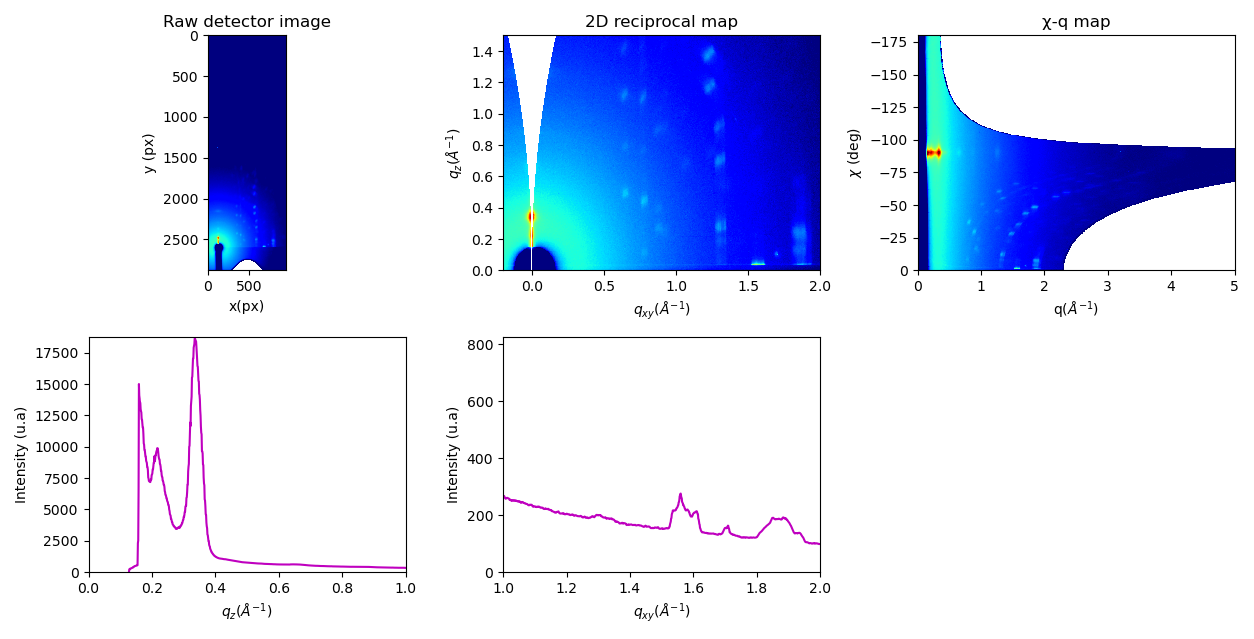 Raw detector image
0
500
1000
1500
2000
2500
y (px)
0 500
x(px)
2D reciprocal map
1.4
1.2
1.0
0.8
0.6
0.4
0.2
0.0
q_z(Å⁻¹)
0.0 0.5 1.0 1.5 2.0
q_xy(Å⁻¹)
χ-q map
−175
−150
−125
−100
−75
−50
−25
0
χ (deg)
0 1 2 3 4 5
q(Å⁻¹)
17500
15000
12500
10000
7500
5000
2500
0
Intensity (u.a)
0.0 0.2 0.4 0.6 0.8 1.0
q_z(Å⁻¹)
800
600
400
200
0
Intensity (u.a)
1.0 1.2 1.4 1.6 1.8 2.0
q_xy(Å⁻¹)